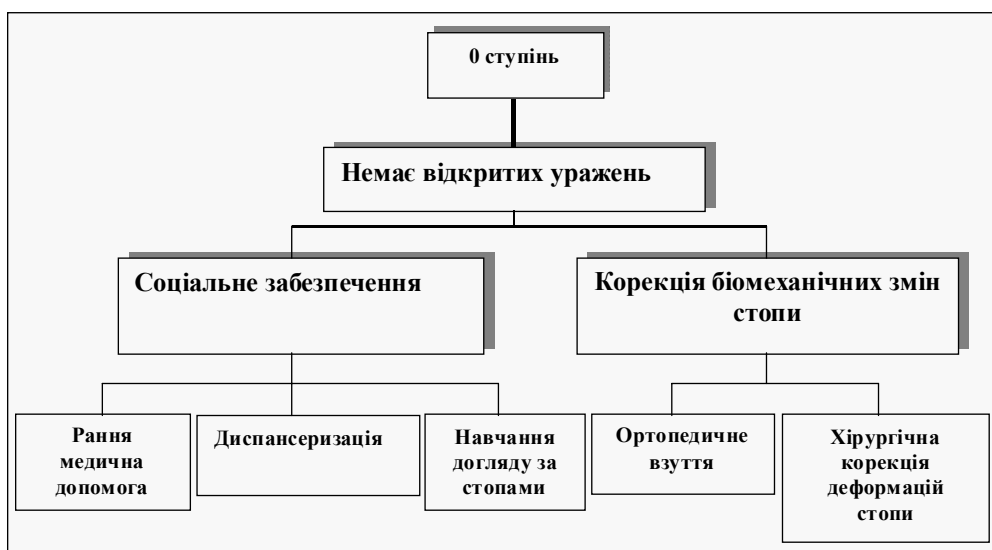 0 ступінь
Немає відкритих уражень
Соціальне забезпечення
Корекція біомеханічних змін
стопи
Рання
медична
допомога
Диспансеризація
Навчання
догляду за
стопами
Ортопедичне
взуття
Хірургічна
корекція
деформацій
стопи